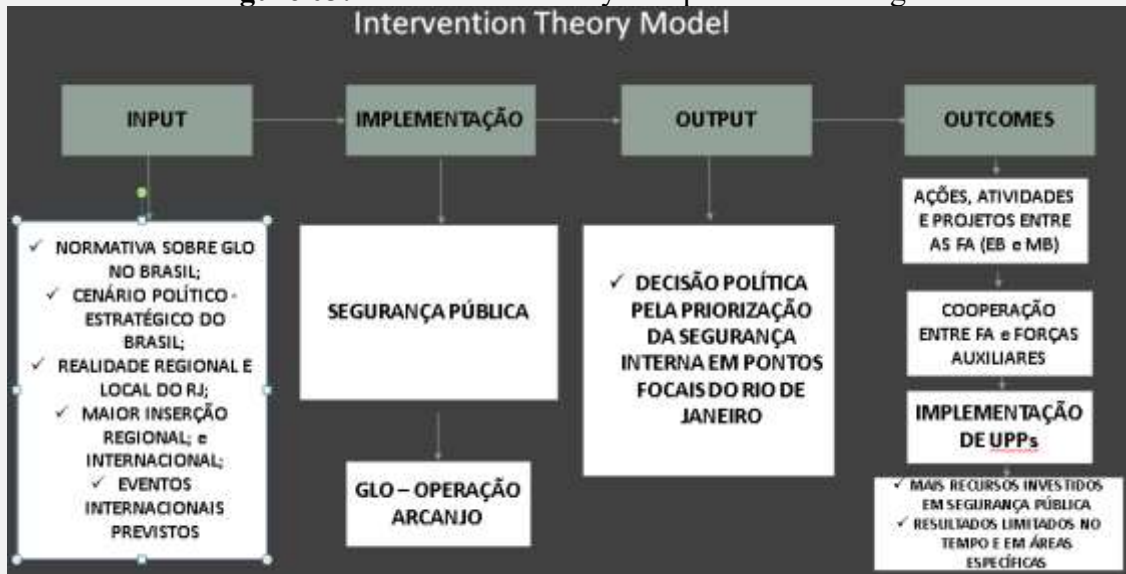 Intervention Theory Model
INPUT
✓ NORMATIVA SOBRE GLO
NO BRASIL;
✓ CENÁRIO POLÍTICO -
ESTRATÉGICO DO
BRASIL;
✓ REALIDADE REGIONAL E
LOCAL DO RJ;
✓ MAIOR INSERÇÃO
REGIONAL; e
INTERNACIONAL;
✓ EVENTOS
INTERNACIONAIS
PREVISTOS
IMPLEMENTAÇÃO
SEGURANÇA PÚBLICA
GLO – OPERAÇÃO
ARCANJO
OUTPUT
✓ DECISÃO POLÍTICA
PELA PRIORIZAÇÃO
DA SEGURANÇA
INTERNA EM PONTOS
FOCAIS DO RIO DE
JANEIRO
OUTCOMES
AÇÕES, ATIVIDADES
E PROJETOS ENTRE
AS FA (EB e MB)
COOPERAÇÃO
ENTRE FA e FORÇAS
AUXILIARES
IMPLEMENTAÇÃO
DE UPPs
✓ MAIS RECURSOS INVESTIDOS
EM SEGURANÇA PÚBLICA
✓ RESULTADOS LIMITADOS NO
TEMPO E EM ÁREAS
ESPECÍFICAS